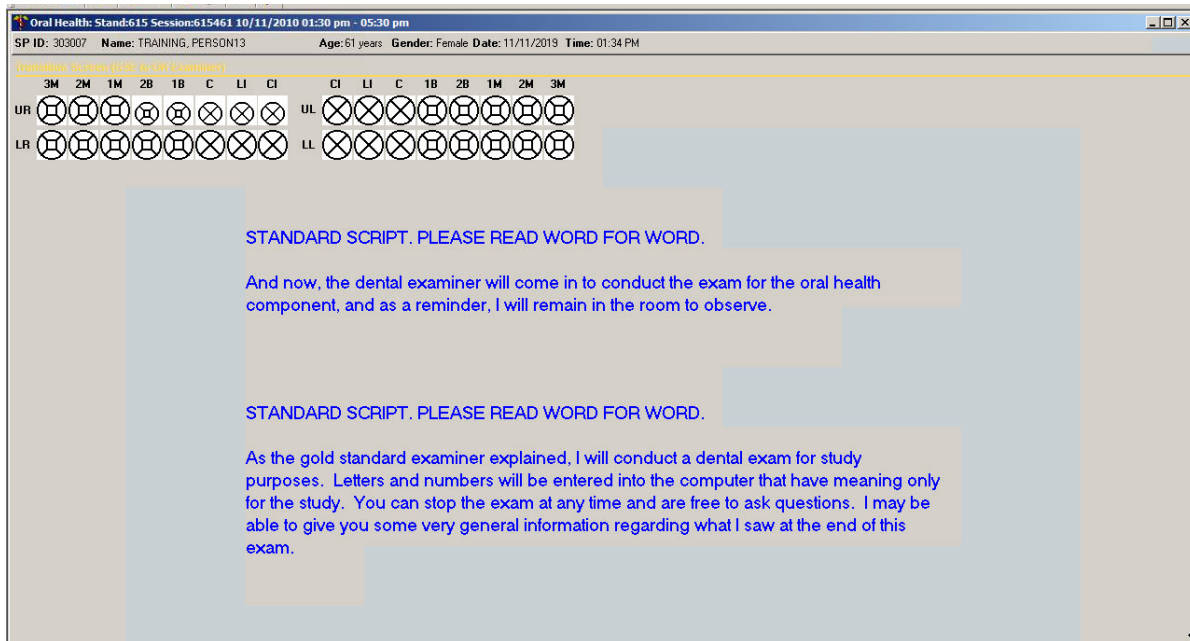 Oral Health: Stand:615 Session:615461 10/11/2010 01:30 pm - 05:30 pm
SP ID: 303007 Name: TRAINING, PERSON13 Age: 61 years Gender: Female Date: 11/11/2019 Time: 01:34 PM
3M 2M 1M 2B 1B C LI CI CI LI C 1B 2B 1M 2M 3M
UR UL
LR LL
STANDARD SCRIPT. PLEASE READ WORD FOR WORD.
And now, the dental examiner will come in to conduct the exam for the oral health
component, and as a reminder, I will remain in the room to observe.
STANDARD SCRIPT. PLEASE READ WORD FOR WORD.
As the gold standard examiner explained, I will conduct a dental exam for study
purposes. Letters and numbers will be entered into the computer that have meaning only
for the study. You can stop the exam at any time and are free to ask questions. I may be
able to give you some very general information regarding what I saw at the end of this
exam.